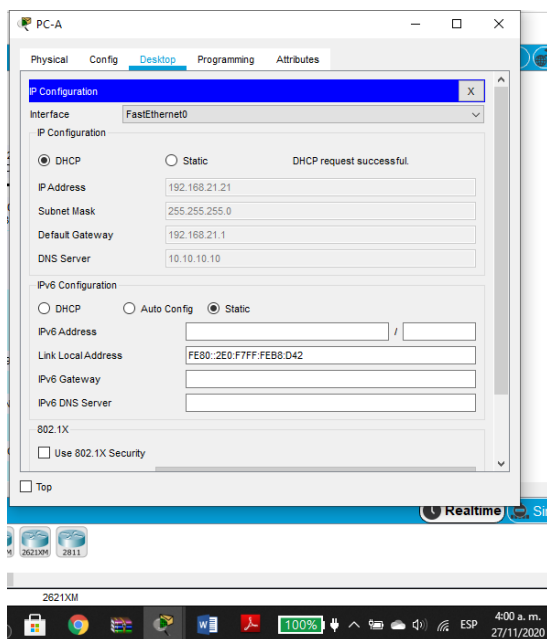 PC-A
Physical Config Desktop Programming Attributes
IP Configuration X
Interface FastEthernet0
IP Configuration
DHCP Static DHCP request successful.
IP Address 192.168.21.21
Subnet Mask 255.255.255.0
Default Gateway 192.168.21.1
DNS Server 10.10.10.10
IPv6 Configuration
DHCP Auto Config Static
IPv6 Address /
Link Local Address FE80::2E0:F7FF:FEB8:D42
IPv6 Gateway
IPv6 DNS Server
802.1X
Use 802.1X Security
Top
Realtime
2621XM 2811
2621XM
100% ESP 4:00 a. m.
27/11/2020